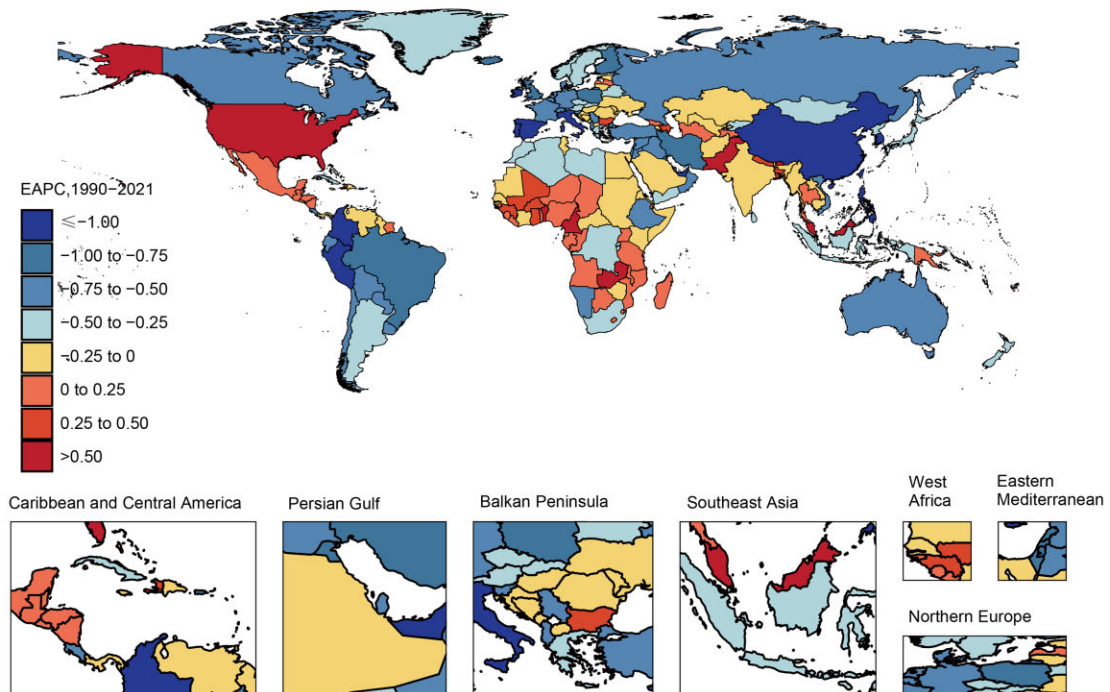 EAPC,1990−2021
≤−1.00
−1.00 to −0.75
−0.75 to −0.50
−0.50 to −0.25
−0.25 to 0
0 to 0.25
0.25 to 0.50
>0.50
Caribbean and Central America
Persian Gulf
Balkan Peninsula
Southeast Asia
West
Africa
Eastern
Mediterranean
Northern Europe